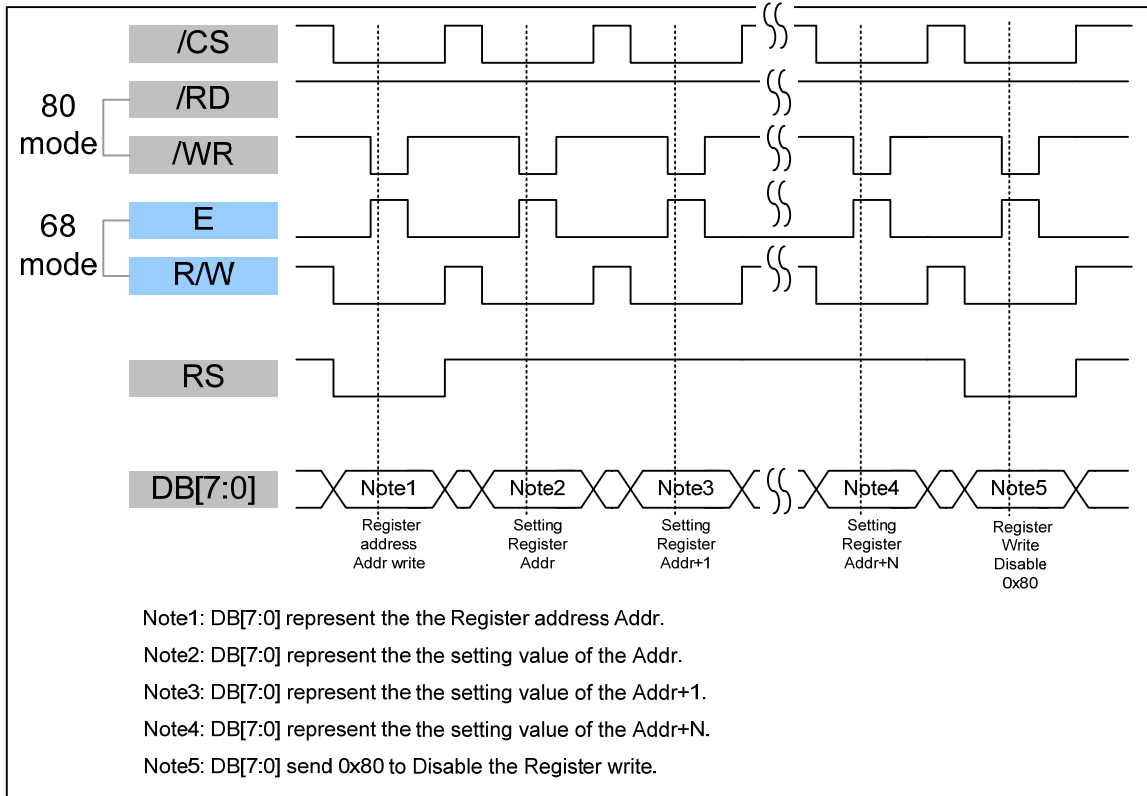 /CS
80
mode
/RD
/WR
68
mode
E
R/W
RS
DB[7:0]
Note1
Note2
Note3
Note4
Note5
Register
address
Addr write
Setting
Register
Addr
Setting
Register
Addr+1
Setting
Register
Addr+N
Register
Write
Disable
0x80
Note1: DB[7:0] represent the the Register address Addr.
Note2: DB[7:0] represent the the setting value of the Addr.
Note3: DB[7:0] represent the the setting value of the Addr+1.
Note4: DB[7:0] represent the the setting value of the Addr+N.
Note5: DB[7:0] send 0x80 to Disable the Register write.